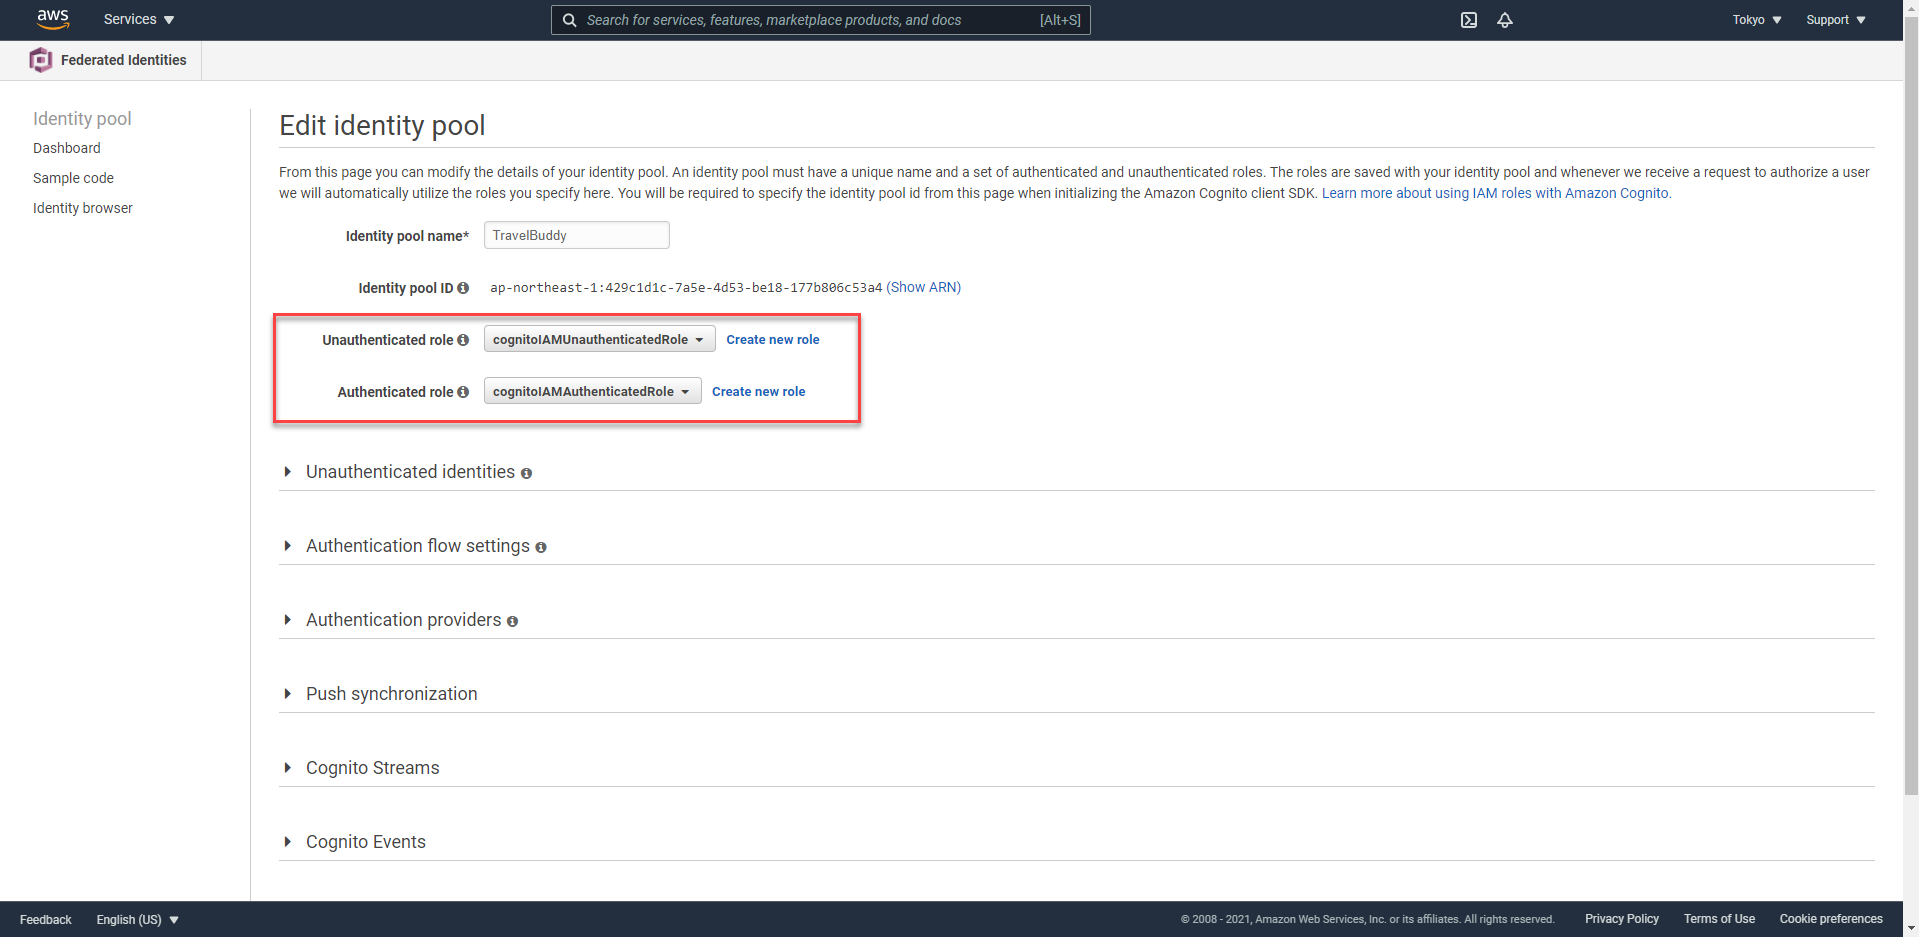 aws Services Search for services, features, marketplace products, and docs [Alt+S] Tokyo Support
Federated Identities
Identity pool
Dashboard
Sample code
Identity browser
Edit identity pool
From this page you can modify the details of your identity pool. An identity pool must have a unique name and a set of authenticated and unauthenticated roles. The roles are saved with your identity pool and whenever we receive a request to authorize a user
we will automatically utilize the roles you specify here. You will be required to specify the identity pool id from this page when initializing the Amazon Cognito client SDK. Learn more about using IAM roles with Amazon Cognito.
Identity pool name* TravelBuddy
Identity pool ID ap-northeast-1:429c1d1c-7a5e-4d53-be18-177b806c53a4 (Show ARN)
Unauthenticated role cognitoIAMUnauthenticatedRole Create new role
Authenticated role cognitoIAMAuthenticatedRole Create new role
Unauthenticated identities
Authentication flow settings
Authentication providers
Push synchronization
Cognito Streams
Cognito Events
Feedback English (US) © 2008 - 2021, Amazon Web Services, Inc. or its affiliates. All rights reserved. Privacy Policy Terms of Use Cookie preferences